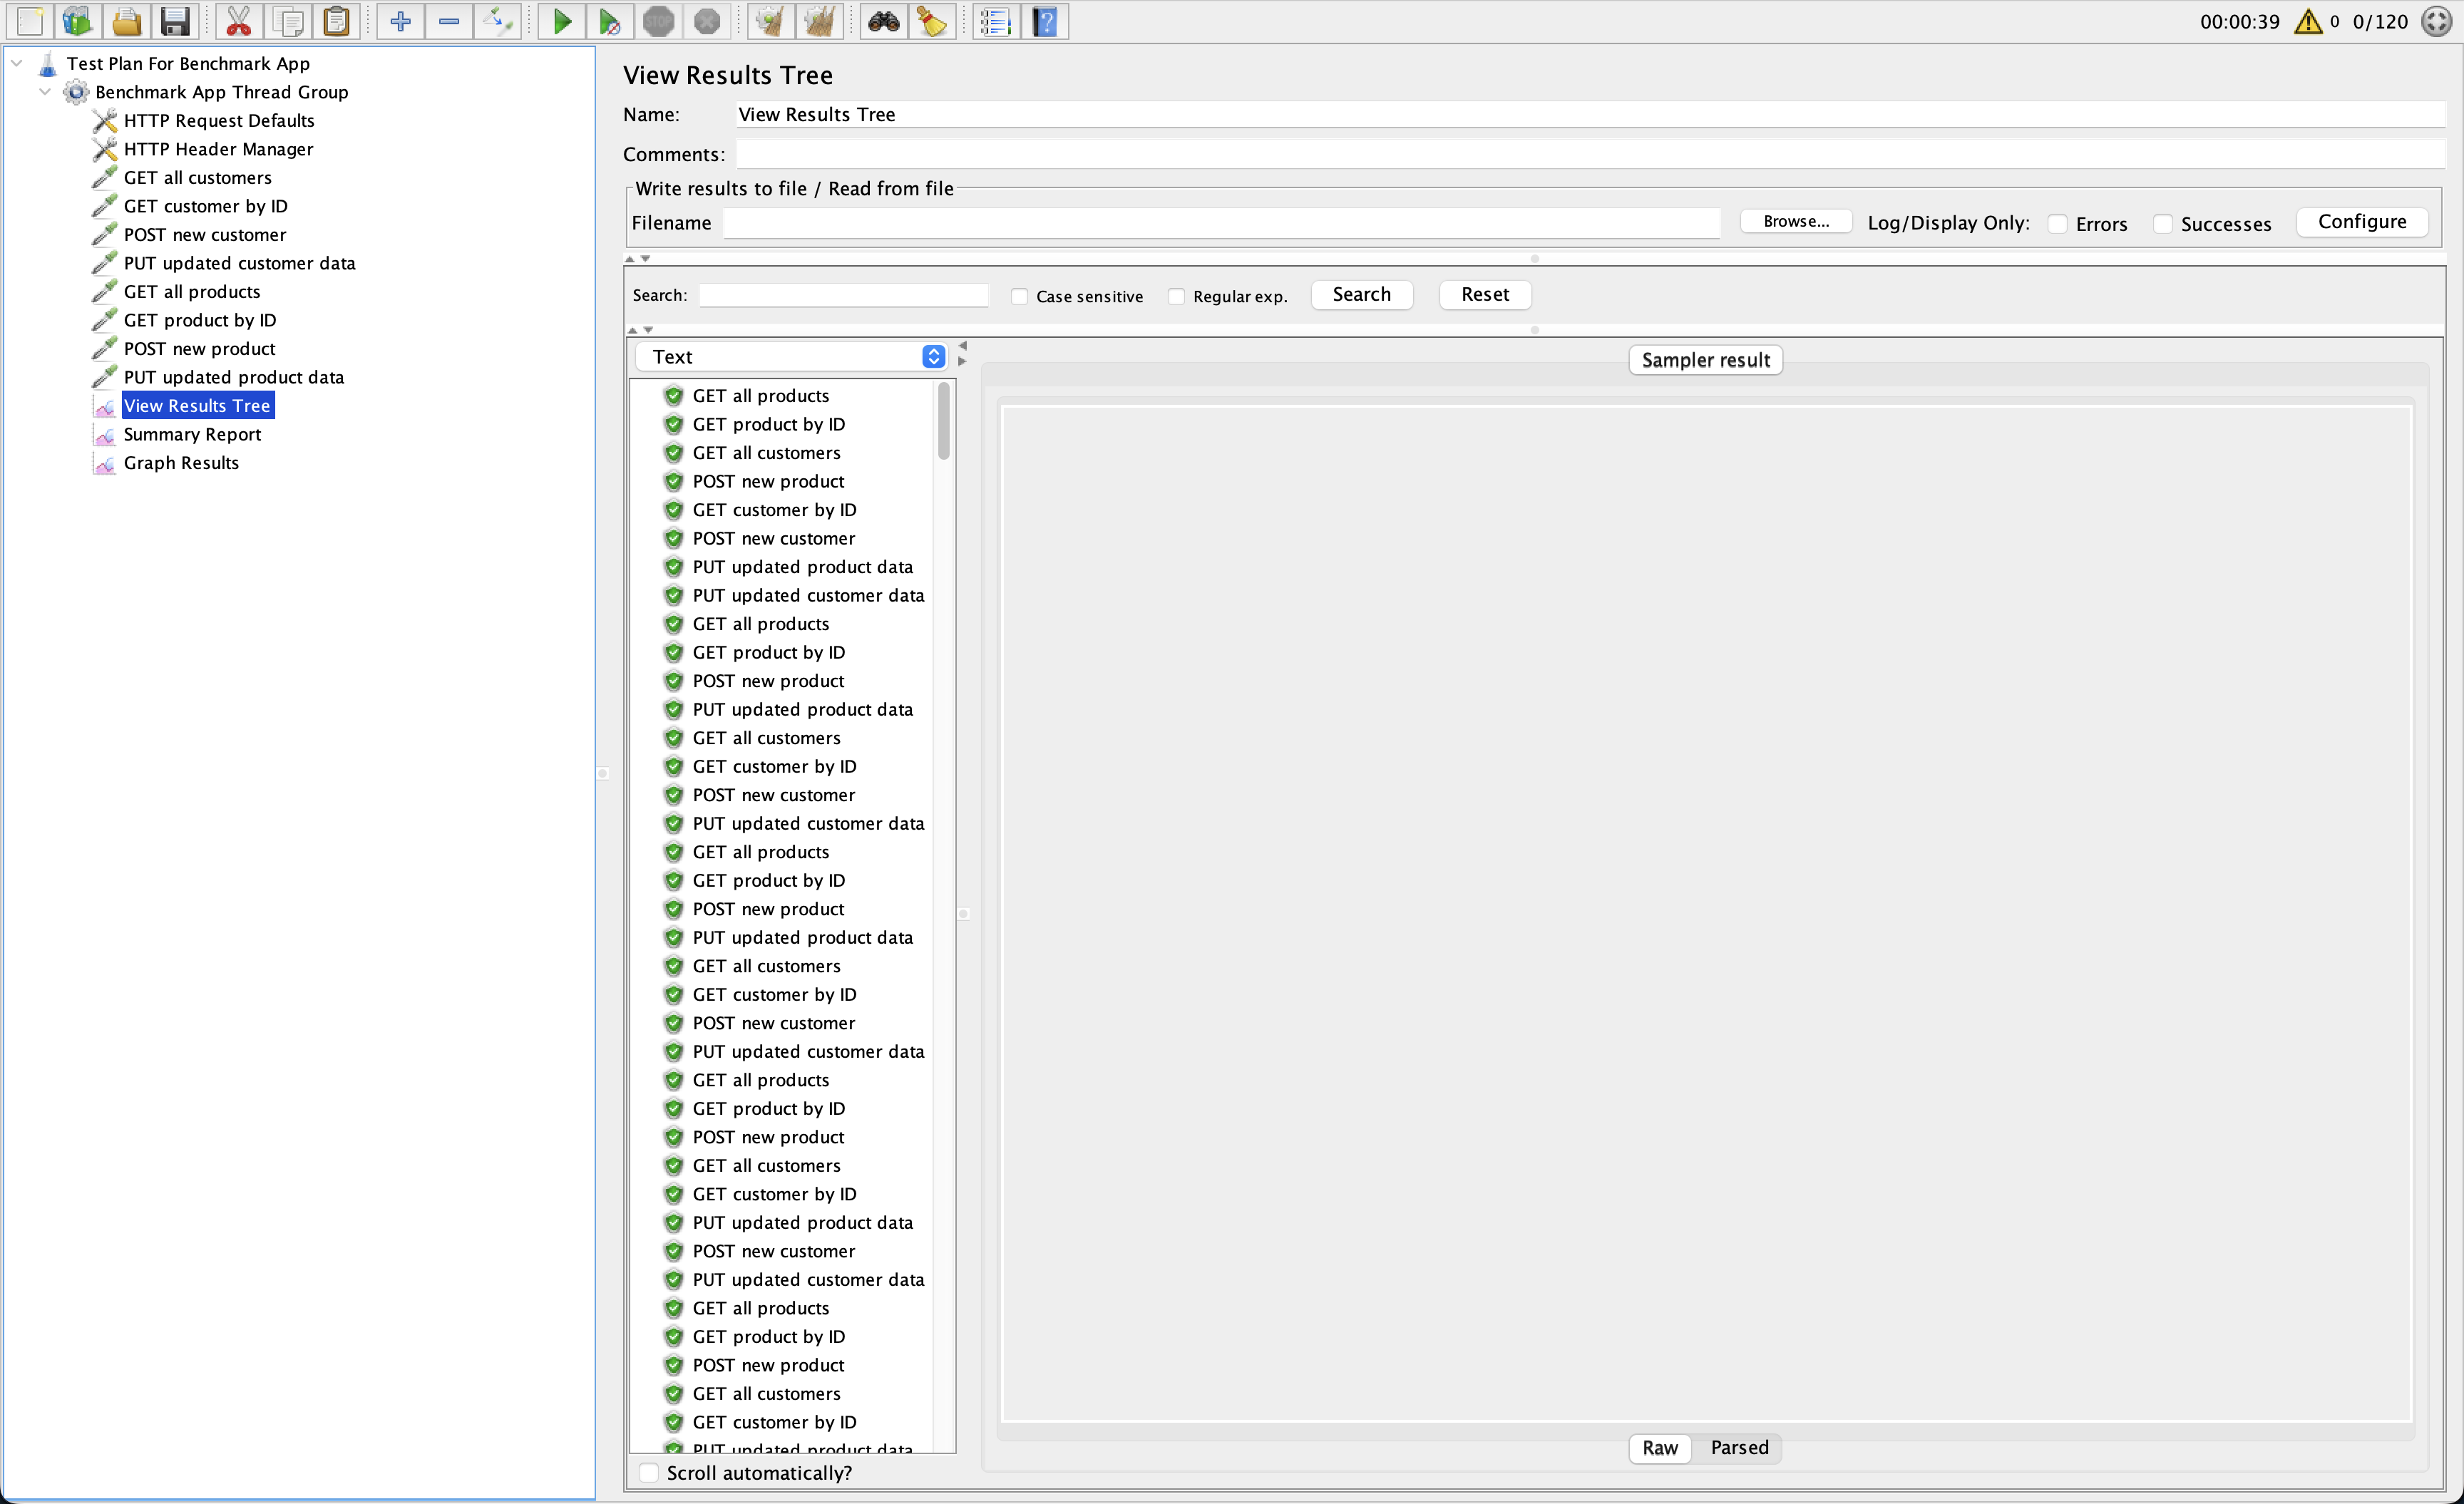 STOP
00:00:39 0 0/120
Test Plan For Benchmark App
Benchmark App Thread Group
HTTP Request Defaults
HTTP Header Manager
GET all customers
GET customer by ID
POST new customer
PUT updated customer data
GET all products
GET product by ID
POST new product
PUT updated product data
View Results Tree
Summary Report
Graph Results
View Results Tree
Name: View Results Tree
Comments:
Write results to file / Read from file
Filename Browse... Log/Display Only: Errors Successes Configure
Search: Case sensitive Regular exp. Search Reset
Text
GET all products
GET product by ID
GET all customers
POST new product
GET customer by ID
POST new customer
PUT updated product data
PUT updated customer data
GET all products
GET product by ID
POST new product
PUT updated product data
GET all customers
GET customer by ID
POST new customer
PUT updated customer data
GET all products
GET product by ID
POST new product
PUT updated product data
GET all customers
GET customer by ID
POST new customer
PUT updated customer data
GET all products
GET product by ID
POST new product
GET all customers
GET customer by ID
PUT updated product data
POST new customer
PUT updated customer data
GET all products
GET product by ID
POST new product
GET all customers
GET customer by ID
PUT updated product data
Scroll automatically?
Sampler result
Raw Parsed